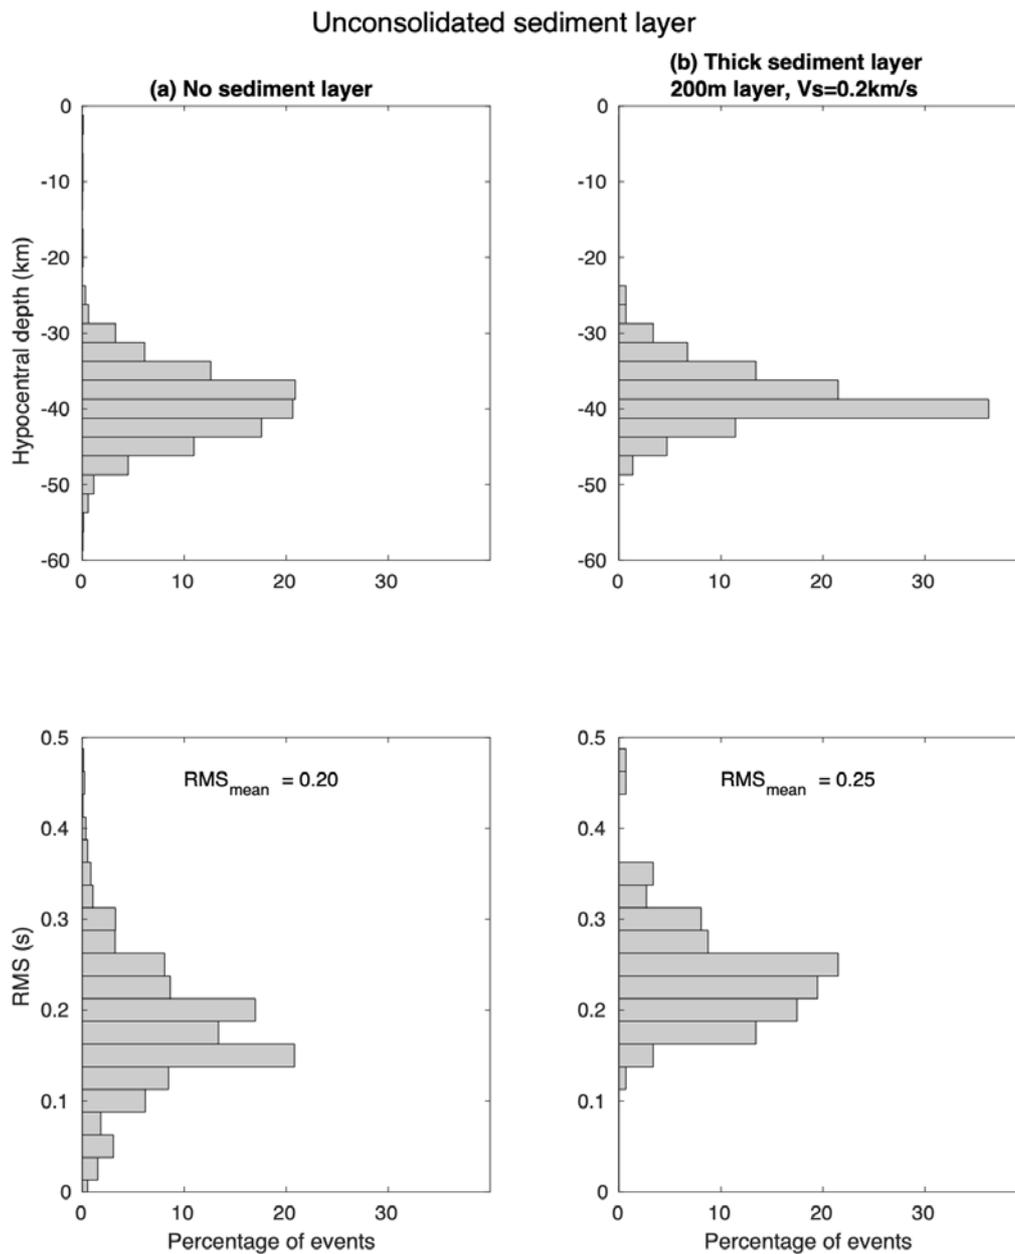 Unconsolidated sediment layer
(a) No sediment layer
(b) Thick sediment layer
200m layer, Vs=0.2km/s
Hypocentral depth (km)
0
-10
-20
-30
-40
-50
-60
0 10 20 30
0
-10
-20
-30
-40
-50
-60
0 10 20 30
RMS (s)
0.5
0.4
0.3
0.2
0.1
0
RMSmean = 0.20
0 10 20 30
Percentage of events
0.5
0.4
0.3
0.2
0.1
0
RMSmean = 0.25
0 10 20 30
Percentage of events